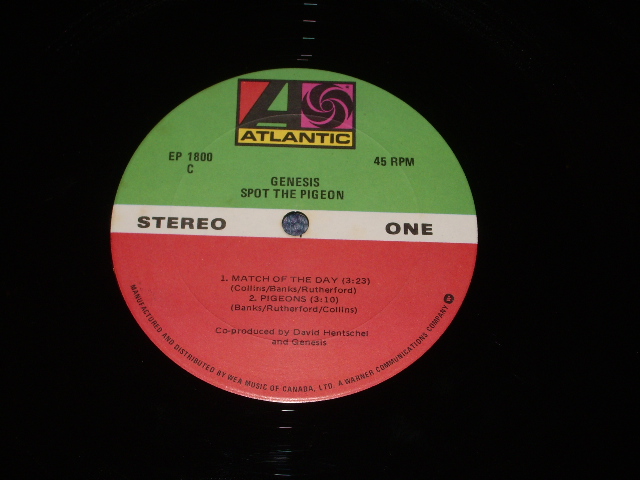 ATLANTIC
EP 1800
C
45 RPM
GENESIS
SPOT THE PIGEON
STEREO
ONE
1. MATCH OF THE DAY (3:23)
(Collins/Banks/Rutherford)
2. PIGEONS (3:10)
(Banks/Rutherford/Collins)
Co-produced by David Hentschel
and Genesis
MANUFACTURED AND DISTRIBUTED BY WEA MUSIC OF CANADA, LTD. A WARNER COMMUNICATIONS COMPANY